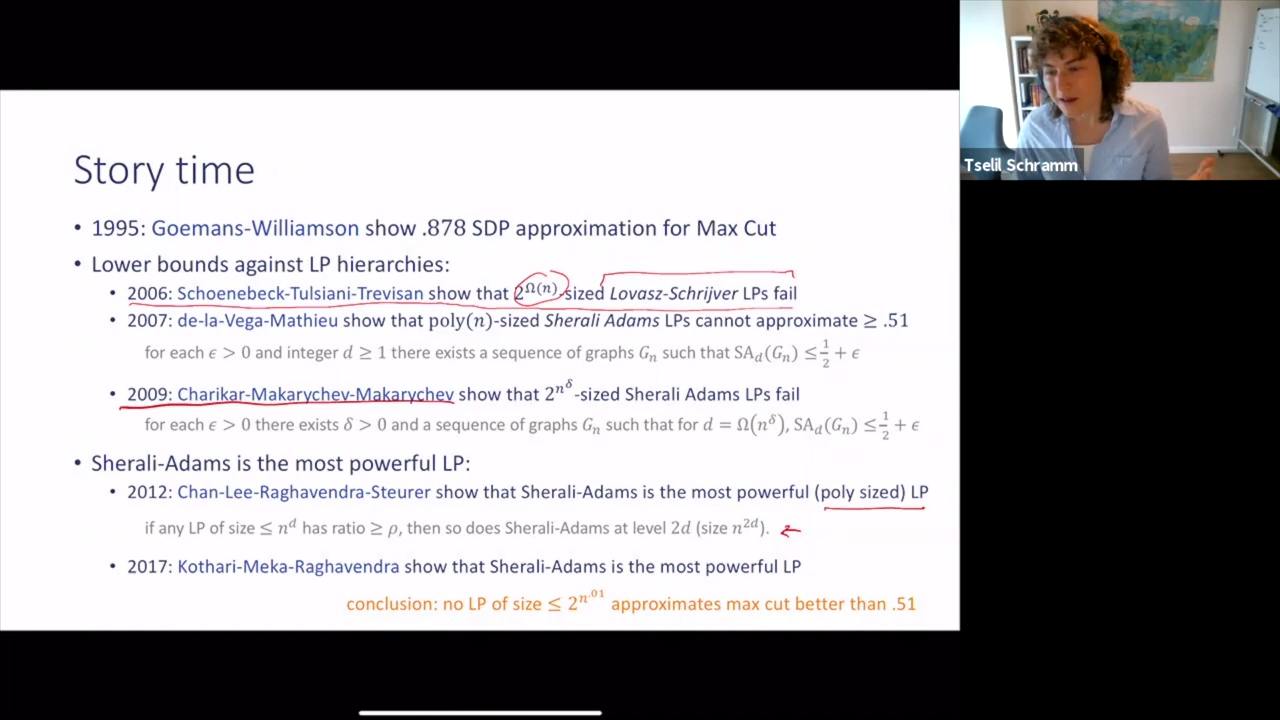 Tselil Schramm
Story time
• 1995: Goemans-Williamson show .878 SDP approximation for Max Cut
• Lower bounds against LP hierarchies:
• 2006: Schoenebeck-Tulsiani-Trevisan show that 2^{Ω(n)}-sized Lovasz-Schrijver LPs fail
• 2007: de-la-Vega-Mathieu show that poly(n)-sized Sherali Adams LPs cannot approximate ≥ .51
for each ϵ > 0 and integer d ≥ 1 there exists a sequence of graphs G_n such that SA_d(G_n) ≤ 1/2 + ϵ
• 2009: Charikar-Makarychev-Makarychev show that 2^{n^δ}-sized Sherali Adams LPs fail
for each ϵ > 0 there exists δ > 0 and a sequence of graphs G_n such that for d = Ω(n^δ), SA_d(G_n) ≤ 1/2 + ϵ
• Sherali-Adams is the most powerful LP:
• 2012: Chan-Lee-Raghavendra-Steurer show that Sherali-Adams is the most powerful (poly sized) LP
if any LP of size ≤ n^d has ratio ≥ ρ, then so does Sherali-Adams at level 2d (size n^{2d}). ←
• 2017: Kothari-Meka-Raghavendra show that Sherali-Adams is the most powerful LP
conclusion: no LP of size ≤ 2^{n^{.01}} approximates max cut better than .51